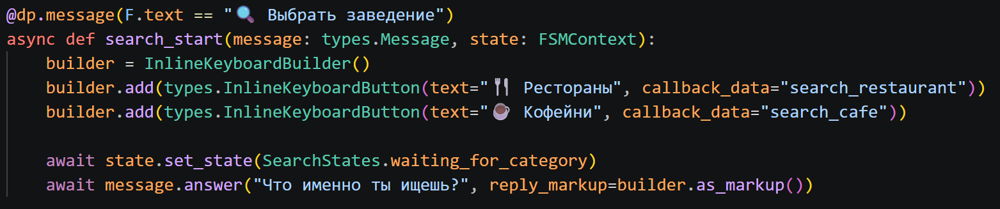 @dp.message(F.text == "🔍 Выбрать заведение")
async def search_start(message: types.Message, state: FSMContext):
    builder = InlineKeyboardBuilder()
    builder.add(types.InlineKeyboardButton(text="🍴 Рестораны", callback_data="search_restaurant"))
    builder.add(types.InlineKeyboardButton(text="☕ Кофейни", callback_data="search_cafe"))

    await state.set_state(SearchStates.waiting_for_category)
    await message.answer("Что именно ты ищешь?", reply_markup=builder.as_markup())